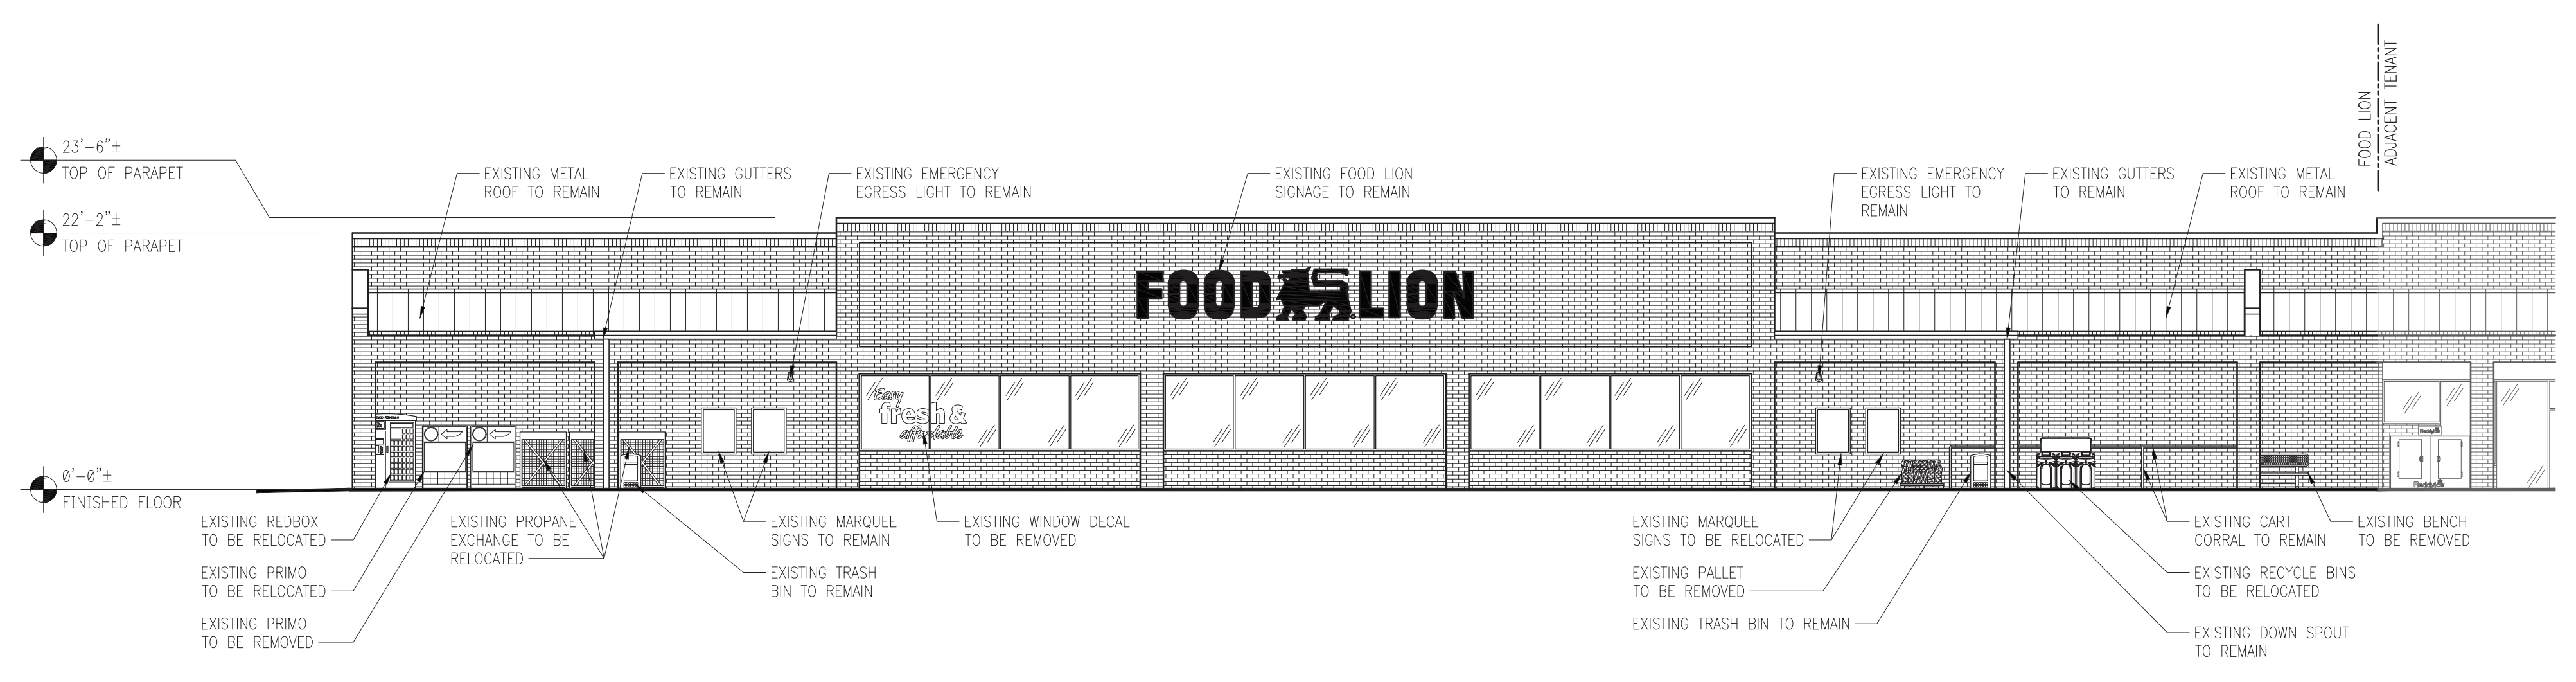 FOOD LION
ADJACENT TENANT
23'-6"±
TOP OF PARAPET
22'-2"±
TOP OF PARAPET
0'-0"±
FINISHED FLOOR
EXISTING METAL
ROOF TO REMAIN
EXISTING GUTTERS
TO REMAIN
EXISTING EMERGENCY
EGRESS LIGHT TO REMAIN
EXISTING FOOD LION
SIGNAGE TO REMAIN
EXISTING EMERGENCY
EGRESS LIGHT TO
REMAIN
EXISTING GUTTERS
TO REMAIN
EXISTING METAL
ROOF TO REMAIN
FOOD LION
Easy
fresh &
affordable
EXISTING REDBOX
TO BE RELOCATED
EXISTING PRIMO
TO BE RELOCATED
EXISTING PRIMO
TO BE REMOVED
EXISTING PROPANE
EXCHANGE TO BE
RELOCATED
EXISTING MARQUEE
SIGNS TO REMAIN
EXISTING TRASH
BIN TO REMAIN
EXISTING WINDOW DECAL
TO BE REMOVED
EXISTING MARQUEE
SIGNS TO BE RELOCATED
EXISTING PALLET
TO BE REMOVED
EXISTING TRASH BIN TO REMAIN
EXISTING CART
CORRAL TO REMAIN
EXISTING RECYCLE BINS
TO BE RELOCATED
EXISTING DOWN SPOUT
TO REMAIN
EXISTING BENCH
TO BE REMOVED